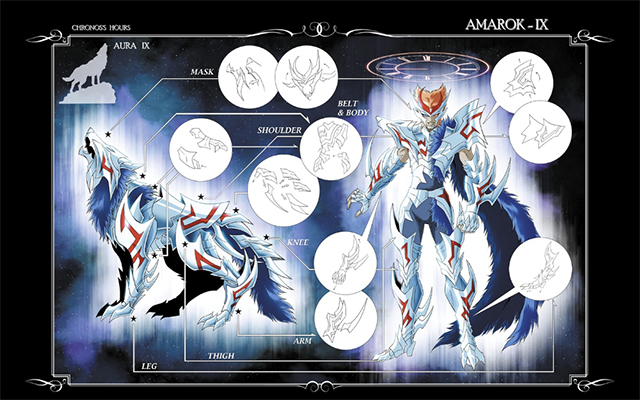 CHRONOS'S HOURS
AMAROK - IX
AURA IX
MASK
BELT
& BODY
SHOULDER
KNEE
ARM
THIGH
LEG